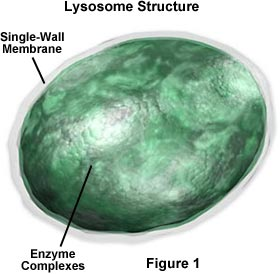 Lysosome Structure
Single-Wall
Membrane
Enzyme
Complexes
Figure 1